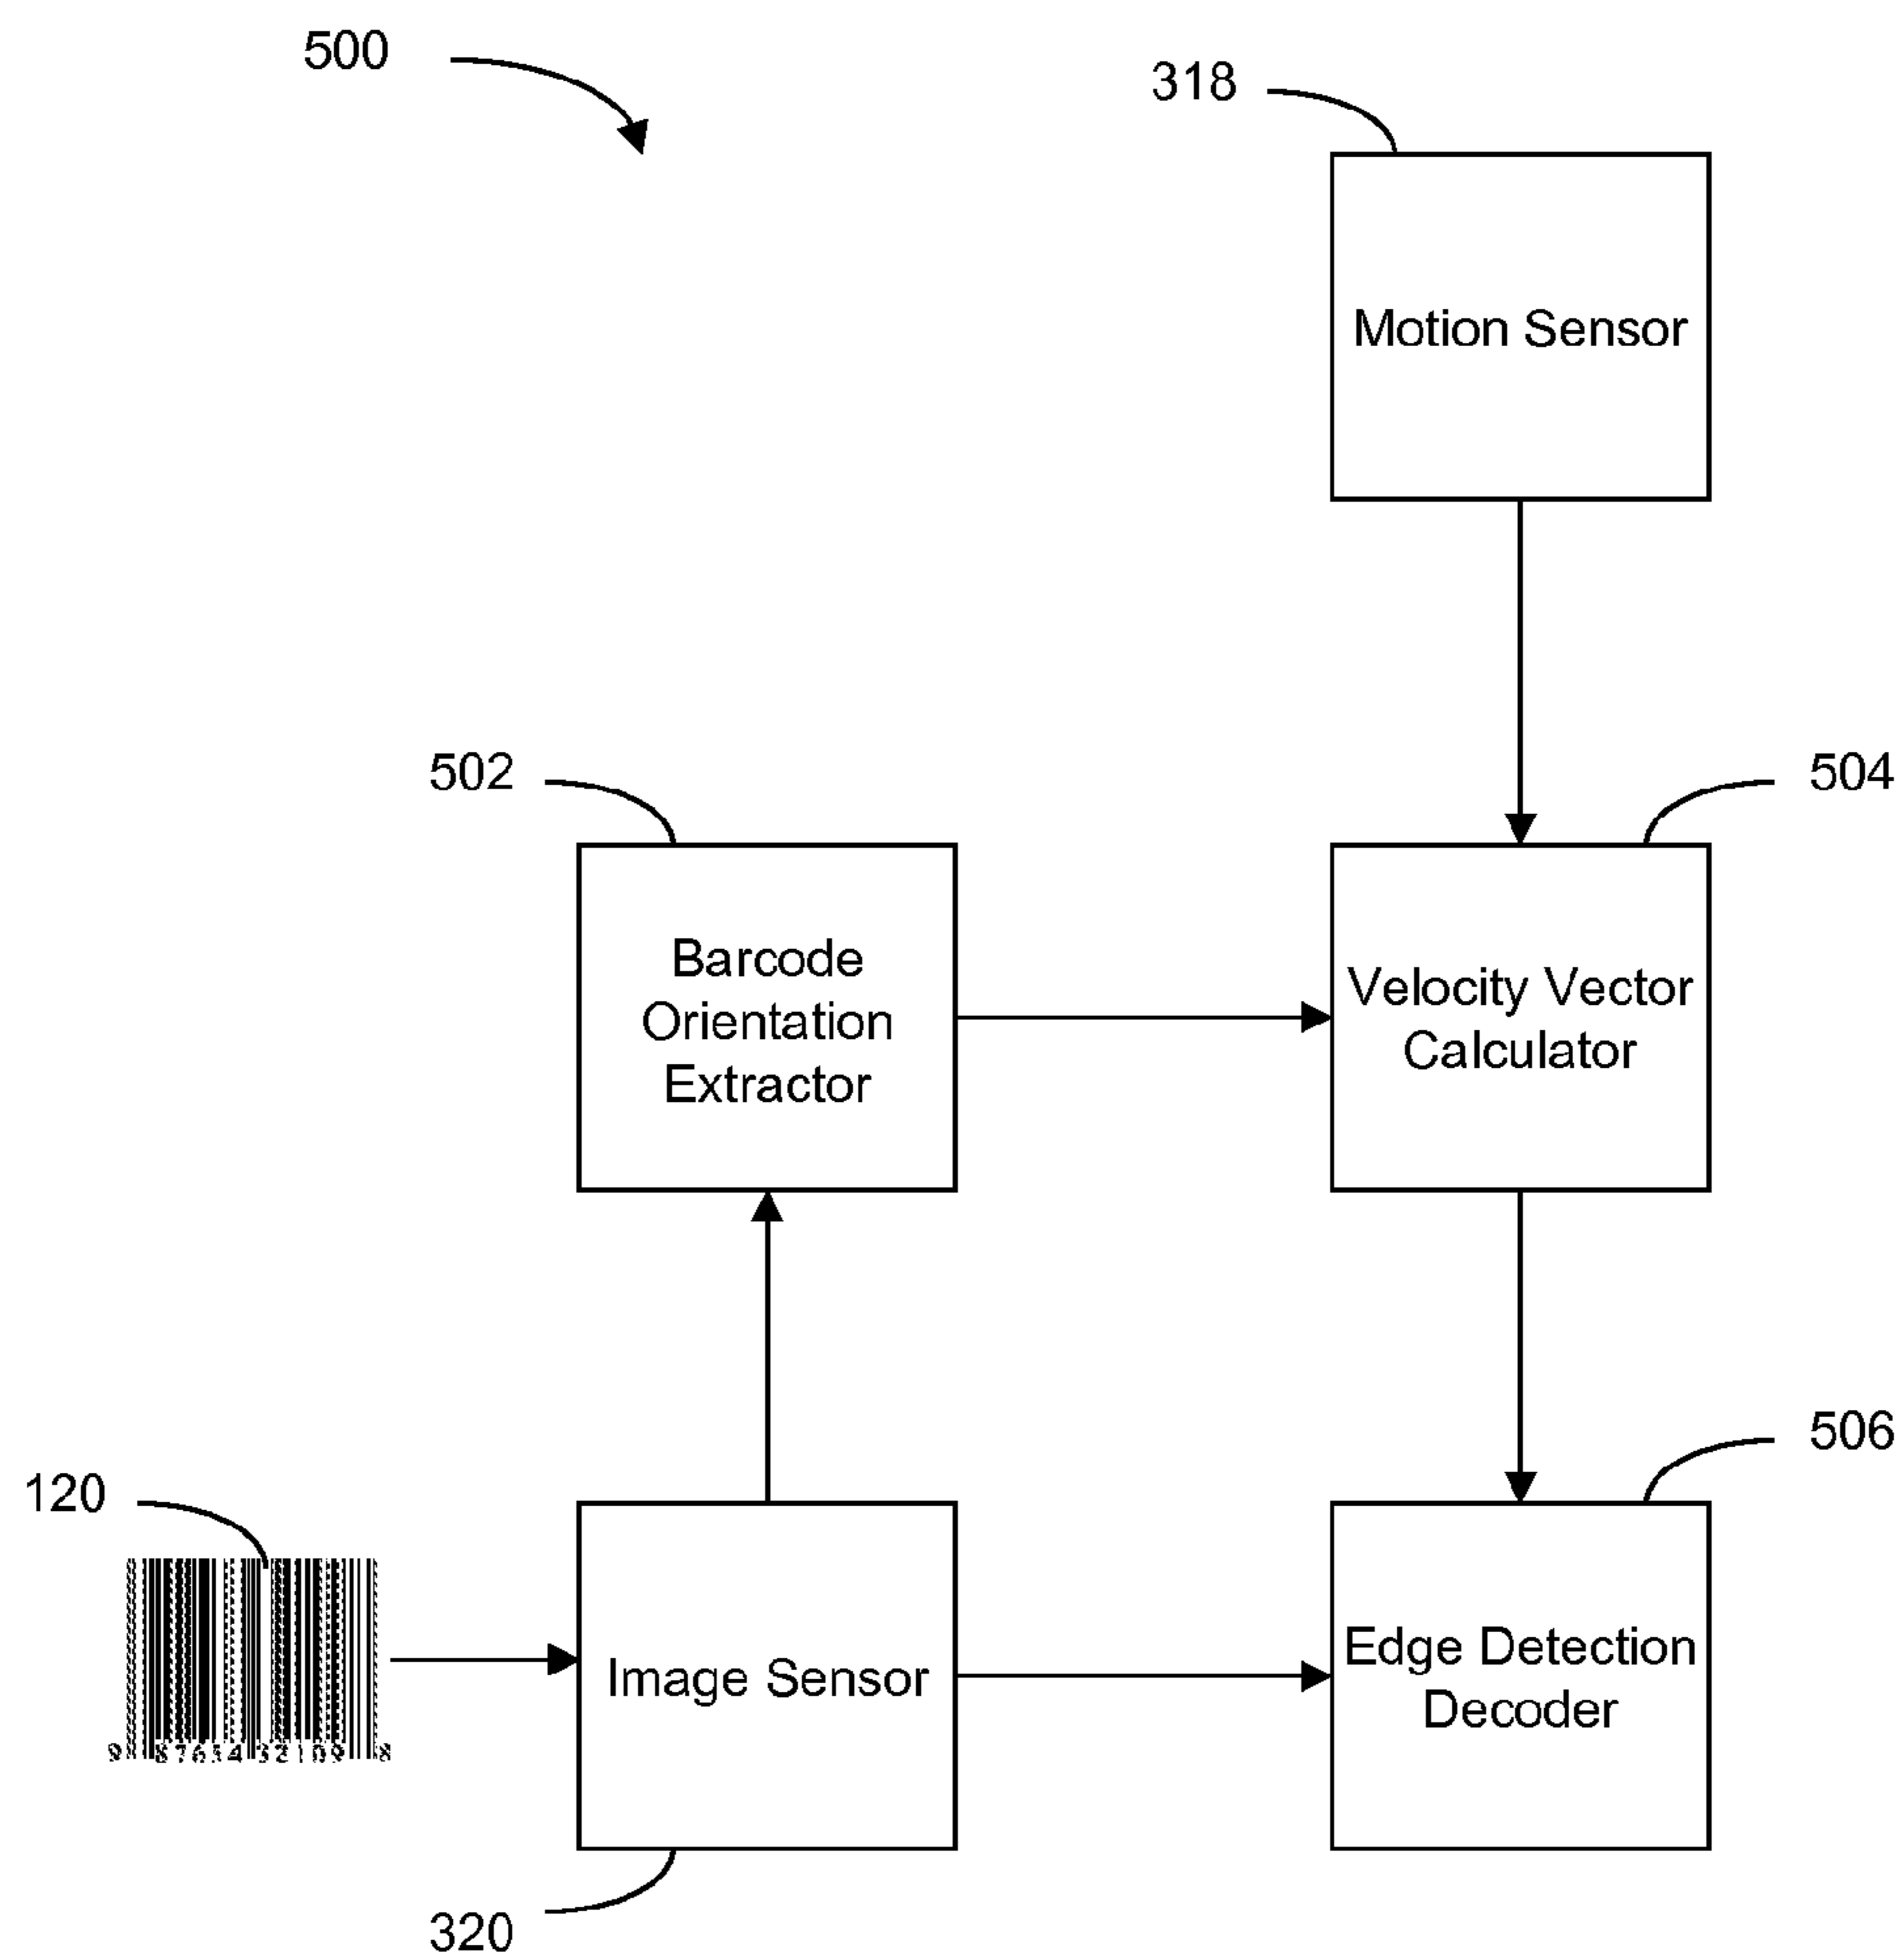 500
318
Motion Sensor
502
504
Barcode
Orientation
Extractor
Velocity Vector
Calculator
506
120
Image Sensor
Edge Detection
Decoder
320